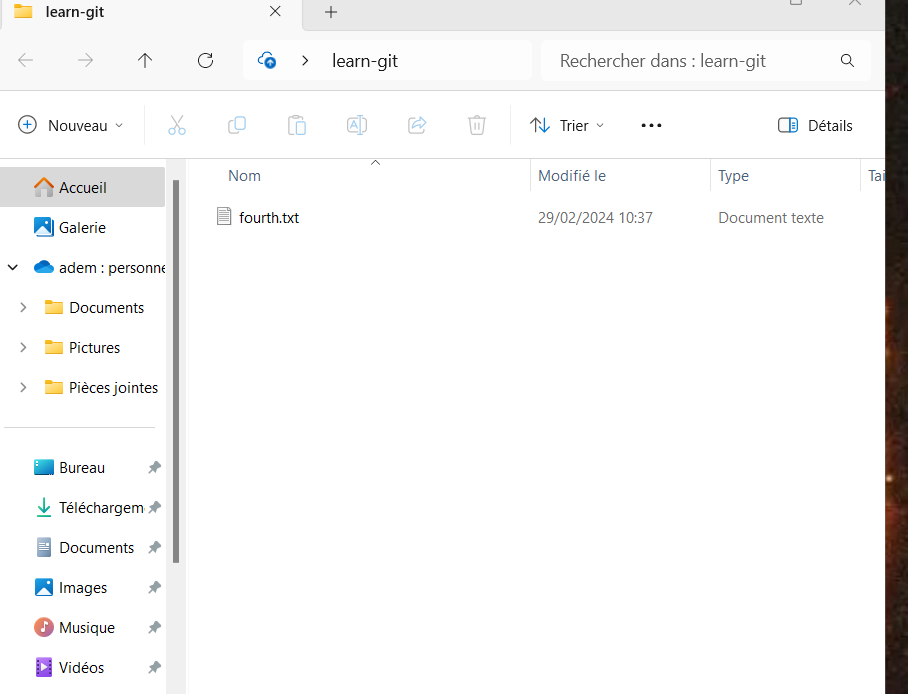 learn-git
learn-git
Rechercher dans : learn-git
Nouveau
Trier
Détails
Accueil
Galerie
adem : personne
Documents
Pictures
Pièces jointes
Bureau
Téléchargem
Documents
Images
Musique
Vidéos
Nom Modifié le Type Tai
fourth.txt 29/02/2024 10:37 Document texte